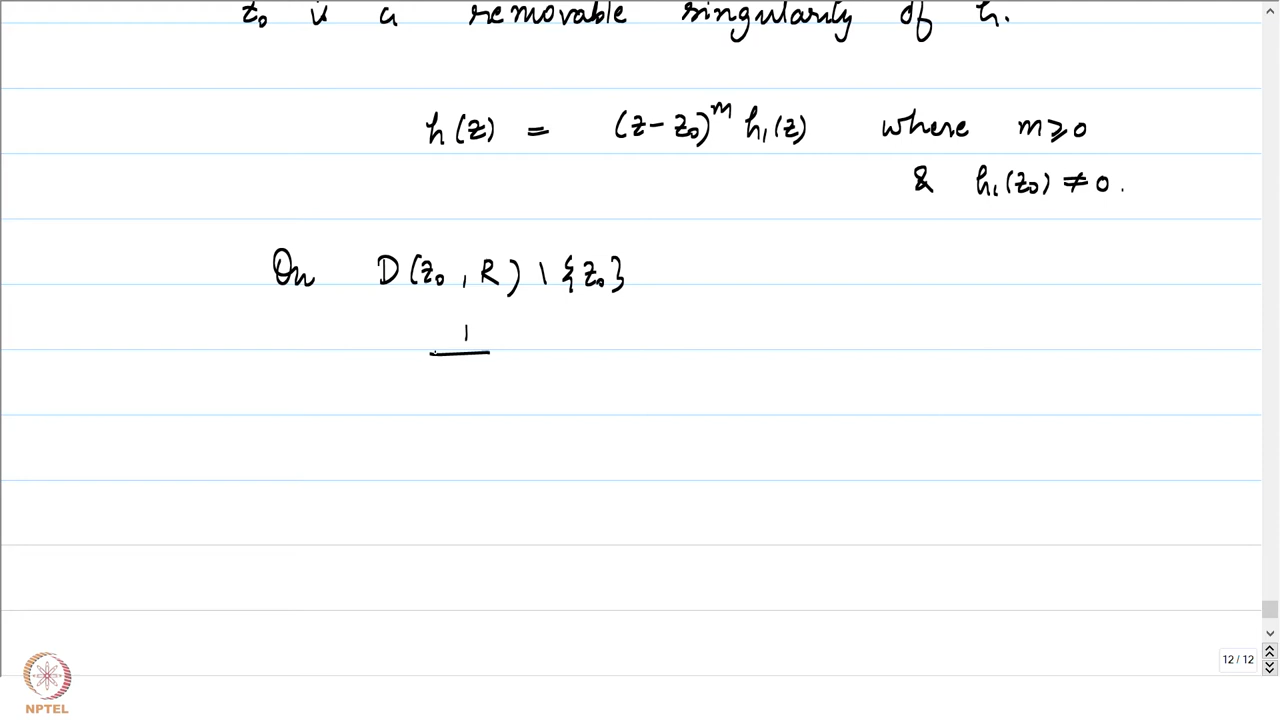 z₀ is a removable singularity of h.
h(z) = (z-z₀)^m h₁(z) where m ≥ 0
& h₁(z₀) ≠ 0.
On D(z₀, R) \ {z₀}
1
12 / 12
NPTEL